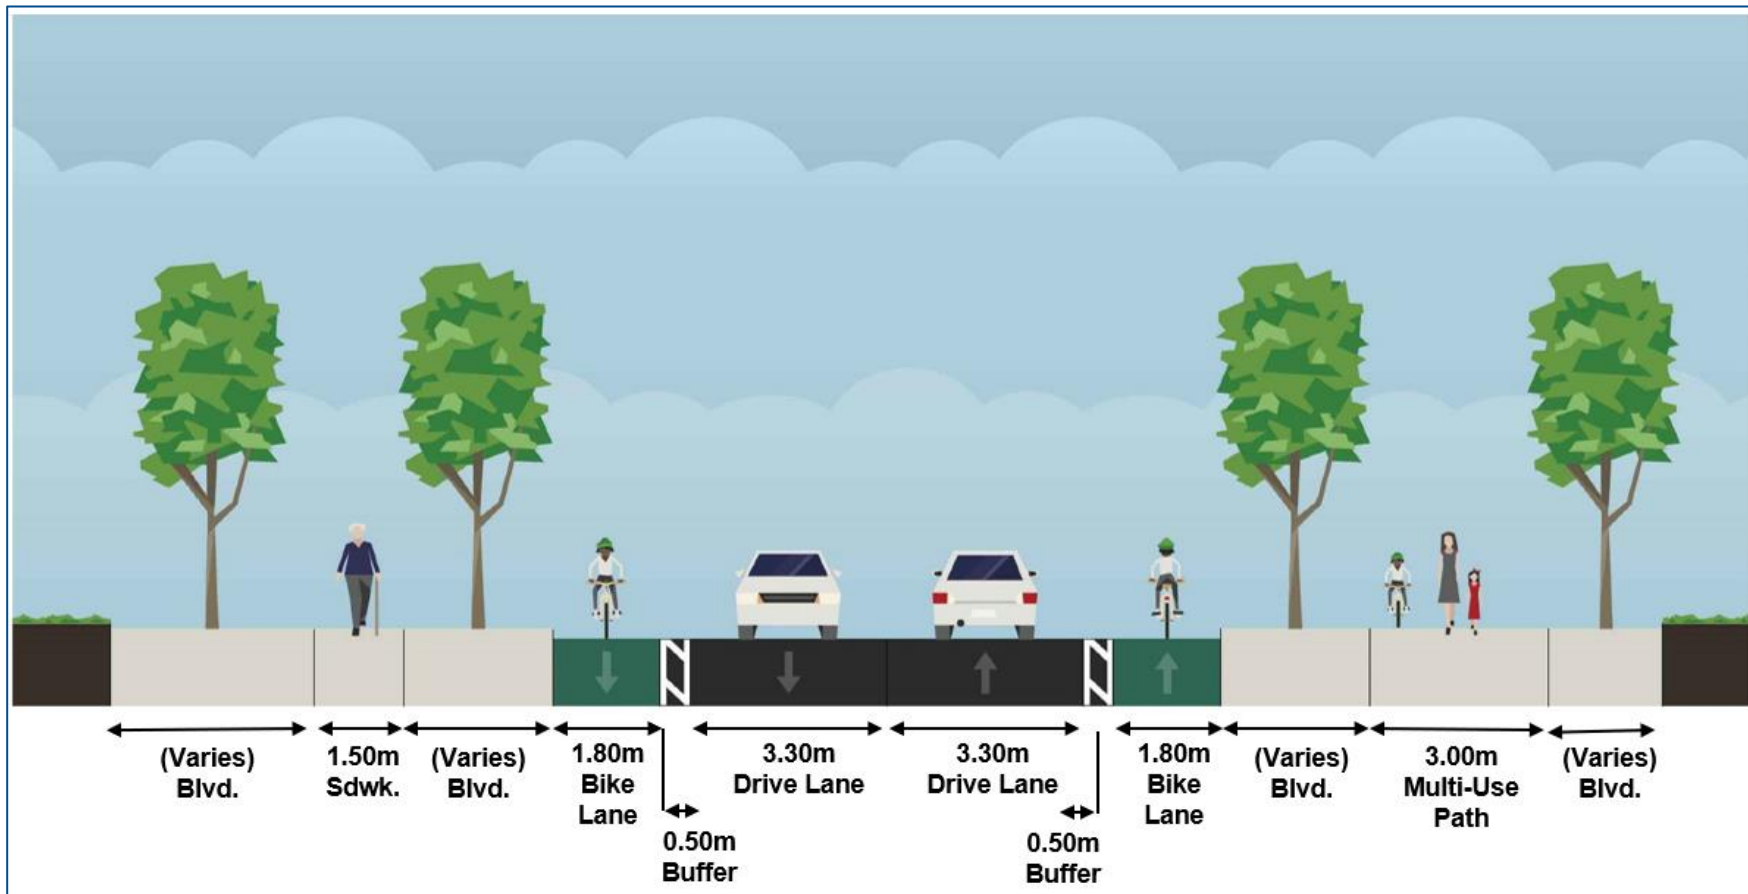 (Varies)
Blvd.
1.50m
Sdwk.
(Varies)
Blvd.
1.80m
Bike
Lane
0.50m
Buffer
3.30m
Drive Lane
3.30m
Drive Lane
0.50m
Buffer
1.80m
Bike
Lane
(Varies)
Blvd.
3.00m
Multi-Use
Path
(Varies)
Blvd.